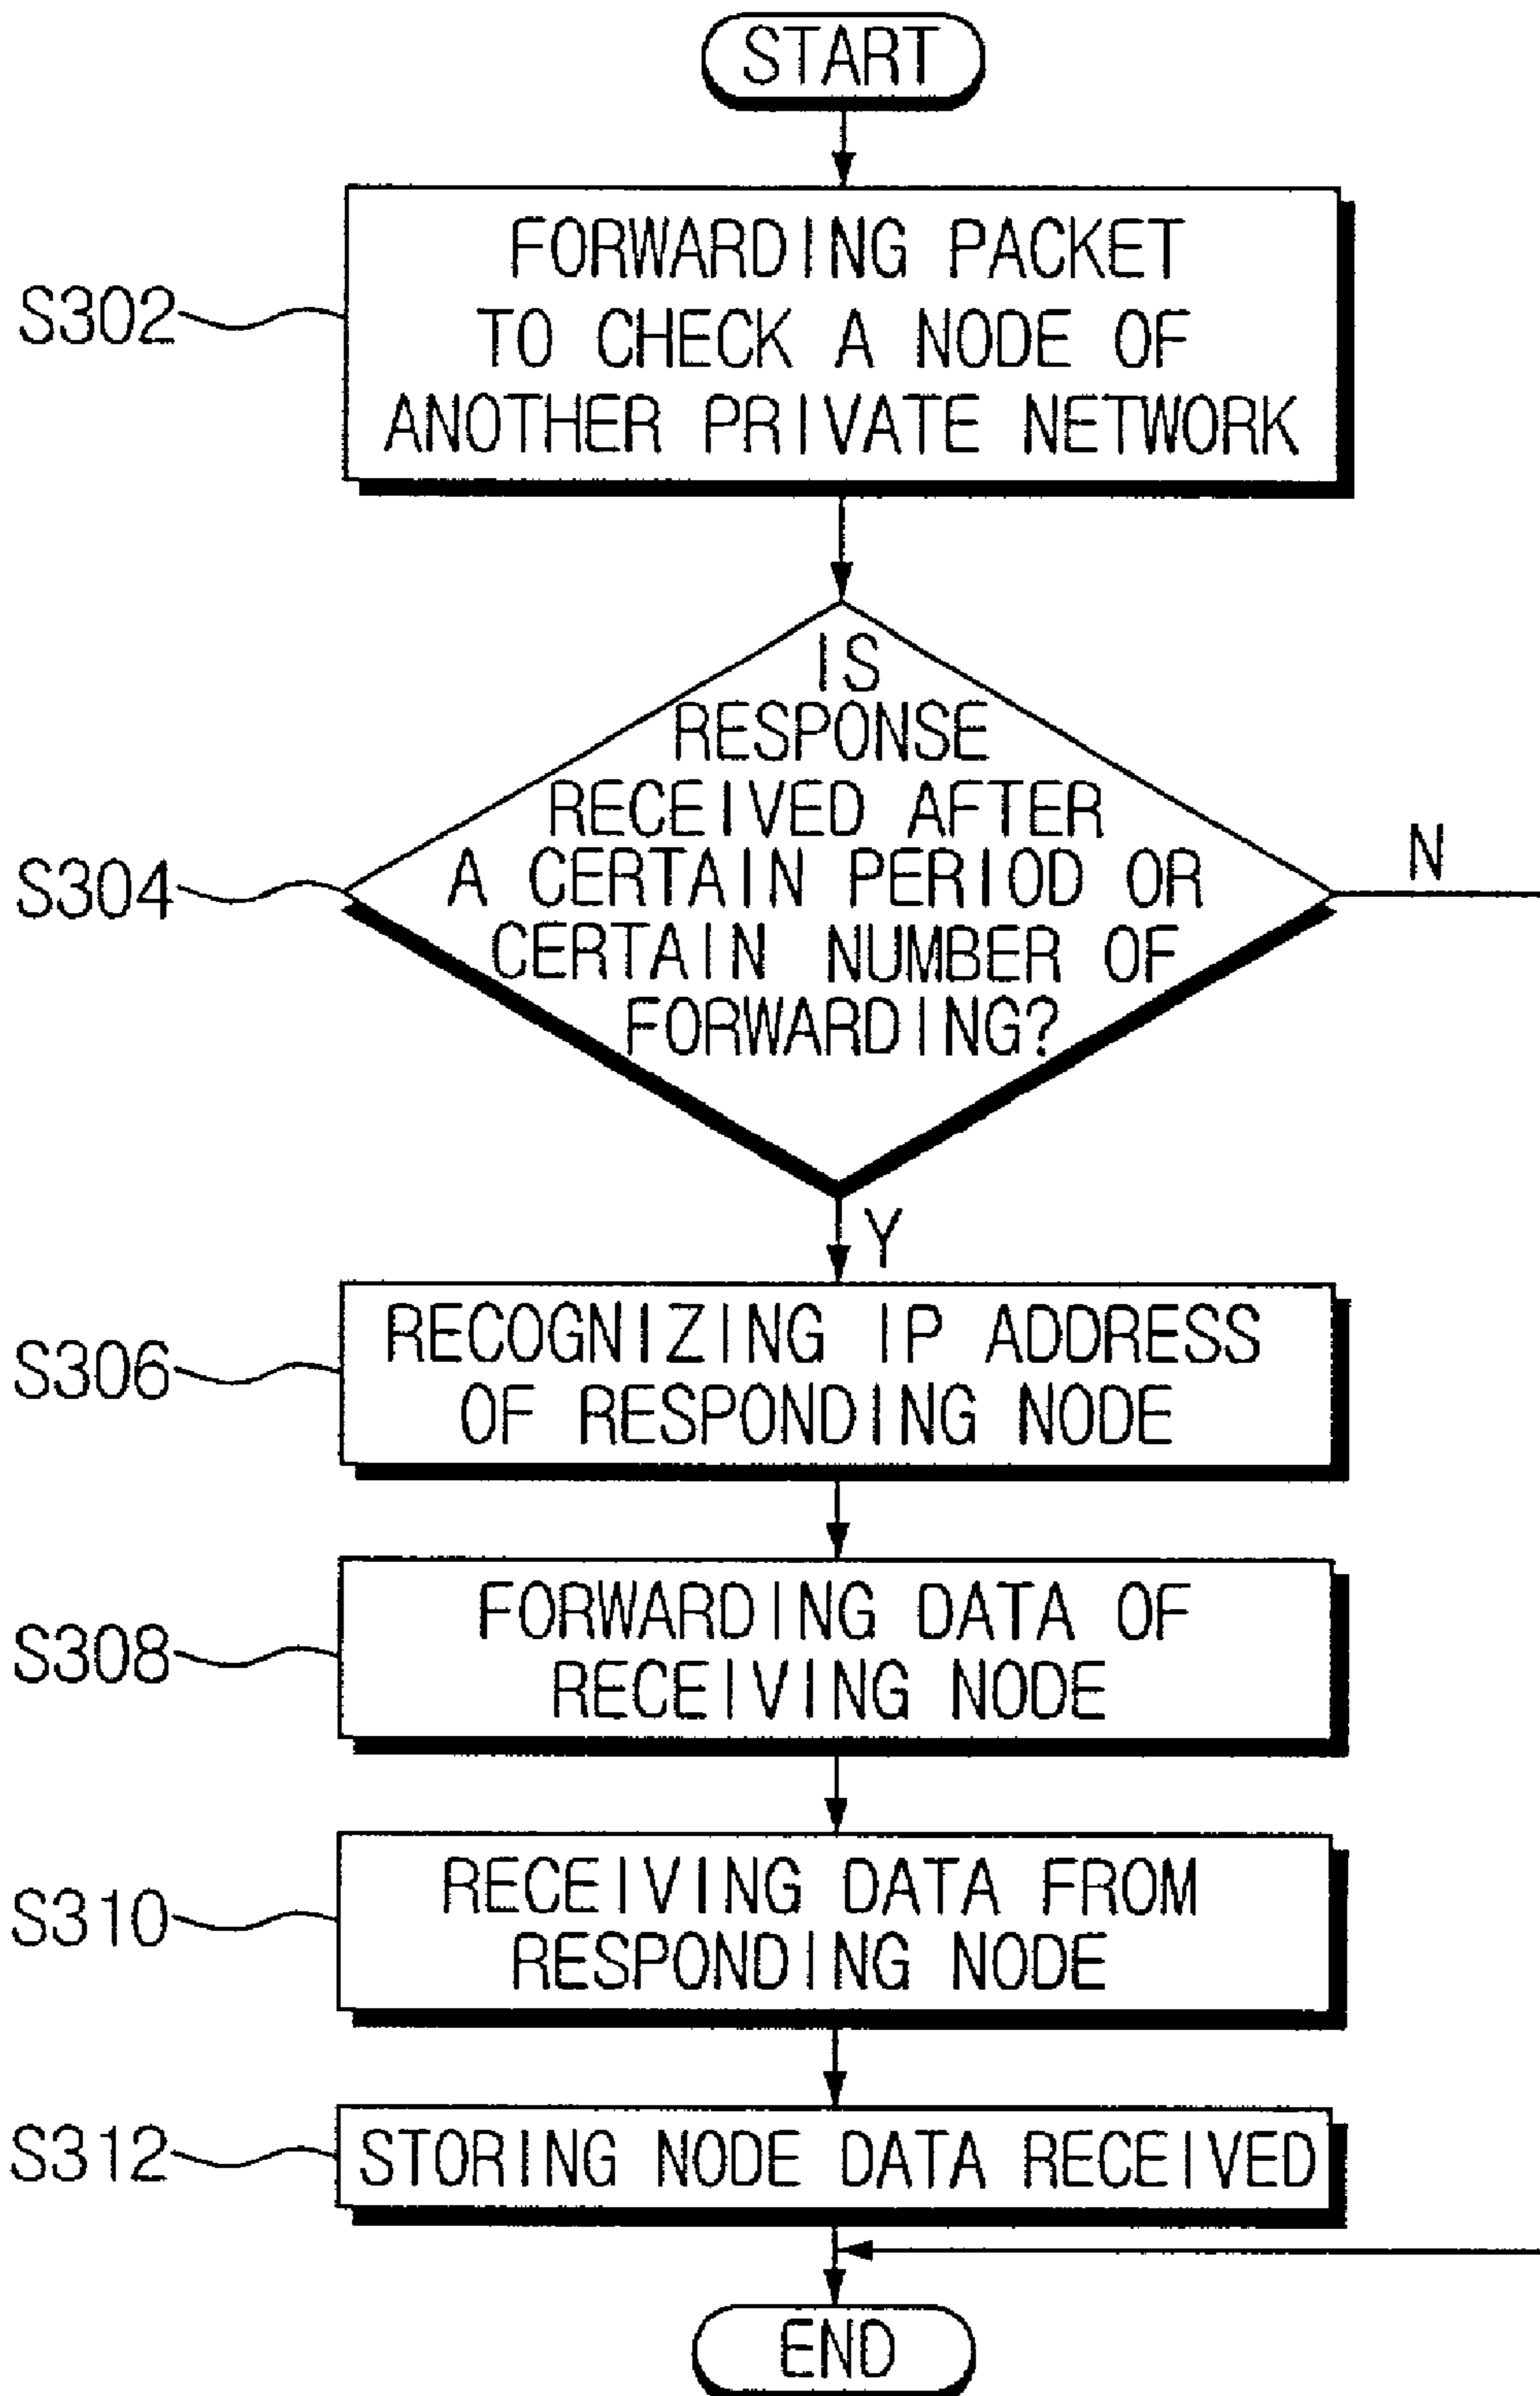 START
S302
FORWARDING PACKET
TO CHECK A NODE OF
ANOTHER PRIVATE NETWORK
S304
IS
RESPONSE
RECEIVED AFTER
A CERTAIN PERIOD OR
CERTAIN NUMBER OF
FORWARDING?
N
Y
S306
RECOGNIZING IP ADDRESS
OF RESPONDING NODE
S308
FORWARDING DATA OF
RECEIVING NODE
S310
RECEIVING DATA FROM
RESPONDING NODE
S312
STORING NODE DATA RECEIVED
END